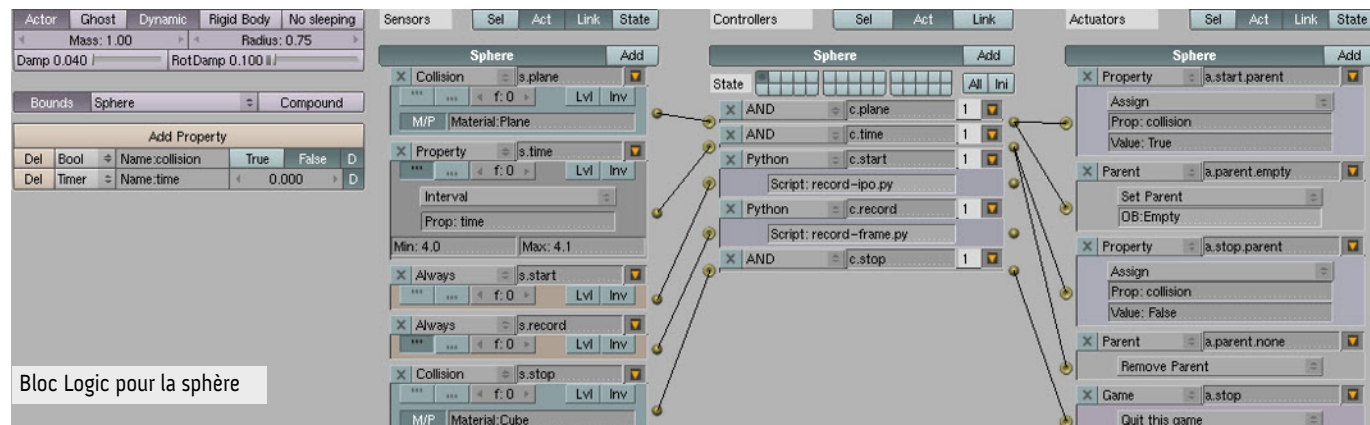 Actor Ghost Dynamic Rigid Body No sleeping
Mass: 1.00 Radius: 0.75
Damp 0.040 RotDamp 0.100
Bounds Sphere Compound
Add Property
Del Bool Name:collision True False D
Del Timer Name:time 0.000 D
Bloc Logic pour la sphère
Sensors Sel Act Link State
Sphere Add
X Collision s.plane
''' ... f: 0 Lvl Inv
M/P Material:Plane
X Property s.time
''' ... f: 0 Lvl Inv
Interval
Prop: time
Min: 4.0 Max: 4.1
X Always s.start
''' ... f: 0 Lvl Inv
X Always s.record
''' ... f: 0 Lvl Inv
X Collision s.stop
''' ... f: 0 Lvl Inv
M/P Material:Cube
Controllers Sel Act Link
Sphere Add
State All Ini
X AND c.plane 1
X AND c.time 1
X Python c.start 1
Script: record-ipo.py
X Python c.record 1
Script: record-frame.py
X AND c.stop 1
Actuators Sel Act Link State
Sphere Add
X Property a.start.parent
Assign
Prop: collision
Value: True
X Parent a.parent.empty
Set Parent
OB:Empty
X Property a.stop.parent
Assign
Prop: collision
Value: False
X Parent a.parent.none
Remove Parent
X Game a.stop
Quit this game